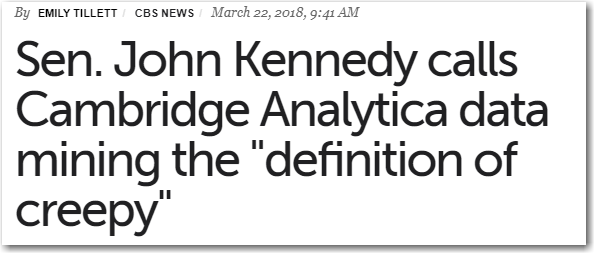 By EMILY TILLETT / CBS NEWS / March 22, 2018, 9:41 AM
Sen. John Kennedy calls
Cambridge Analytica data
mining the "definition of
creepy"